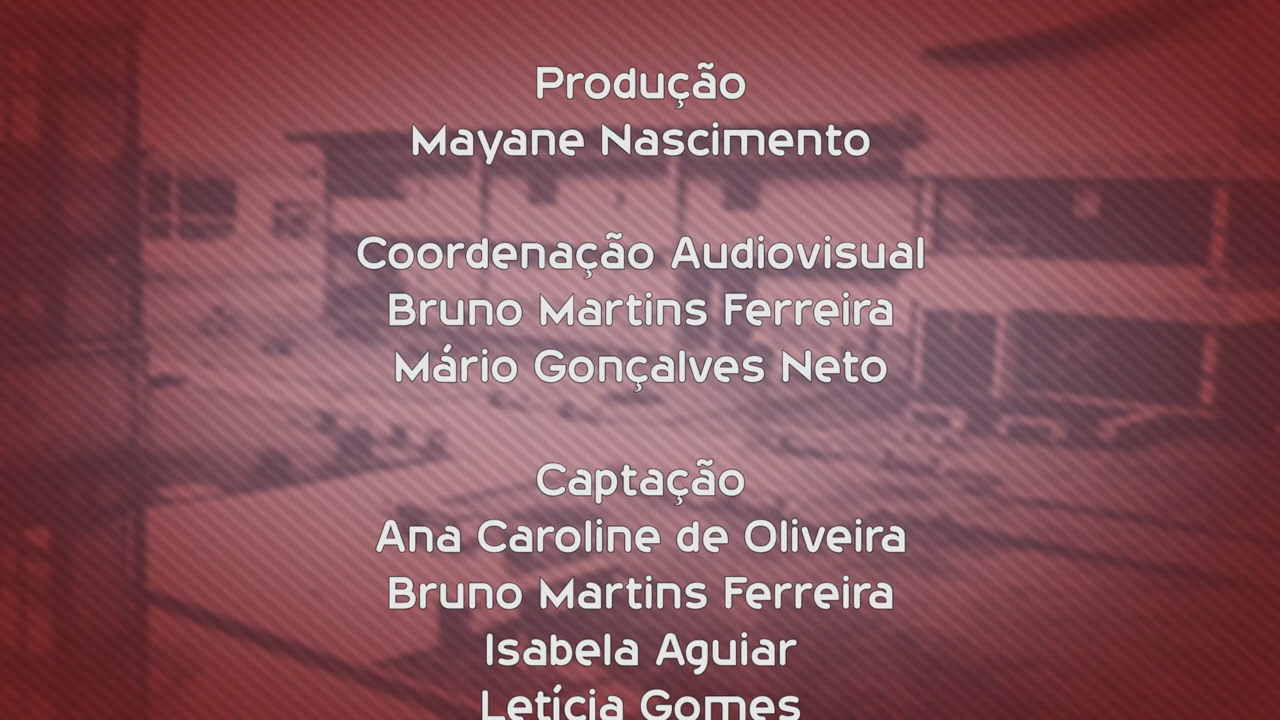 Produção
Mayane Nascimento
Coordenação Audiovisual
Bruno Martins Ferreira
Mário Gonçalves Neto
Captação
Ana Caroline de Oliveira
Bruno Martins Ferreira
Isabela Aguiar
Letícia Gomes